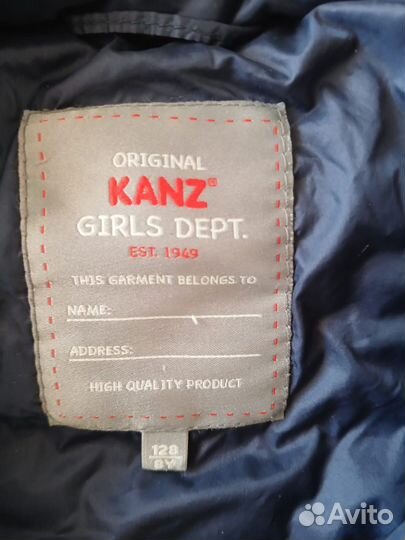 ORIGINAL
KANZ®
GIRLS DEPT.
EST. 1949
THIS GARMENT BELONGS TO
NAME:
ADDRESS:
HIGH QUALITY PRODUCT
128
8Y
Avito